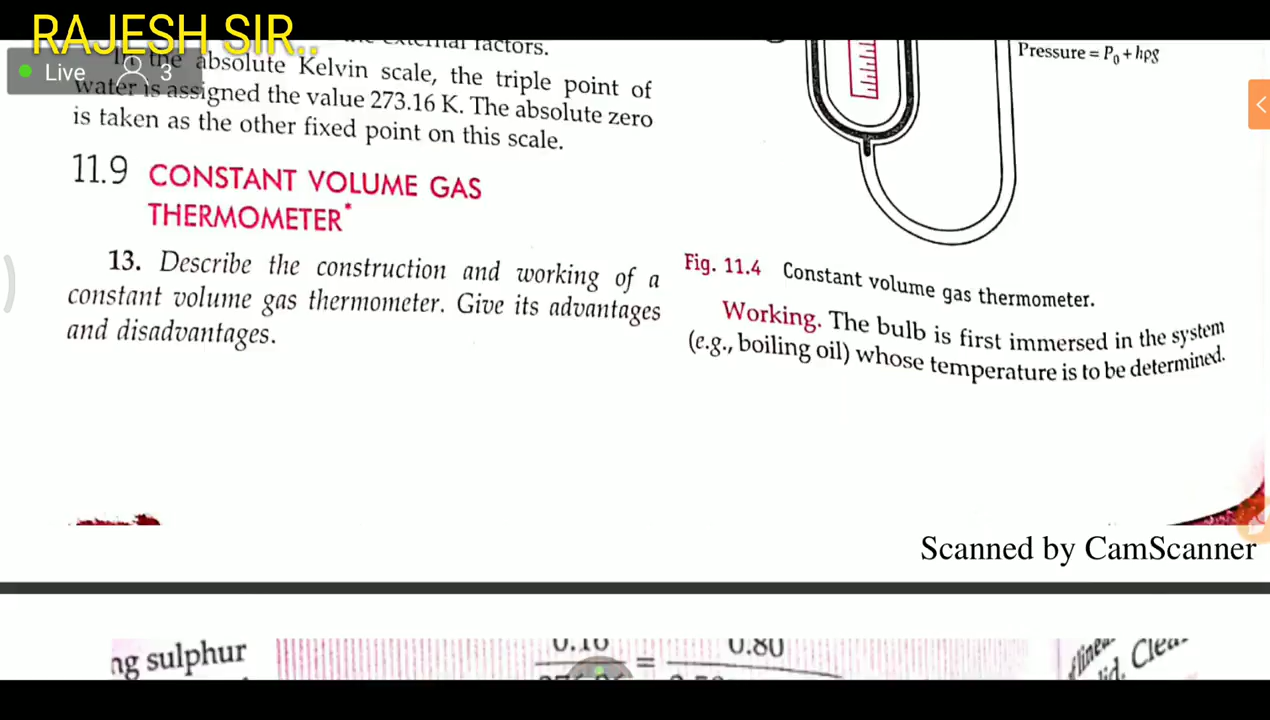 RAJESH SIR..
Live 3
external factors.
In the absolute Kelvin scale, the triple point of
water is assigned the value 273.16 K. The absolute zero
is taken as the other fixed point on this scale.
11.9 CONSTANT VOLUME GAS
THERMOMETER*
13. Describe the construction and working of a
constant volume gas thermometer. Give its advantages
and disadvantages.
Pressure = P₀ + hρg
Fig. 11.4 Constant volume gas thermometer.
Working. The bulb is first immersed in the system
(e.g., boiling oil) whose temperature is to be determined.
Scanned by CamScanner
ng sulphur
0.80
=